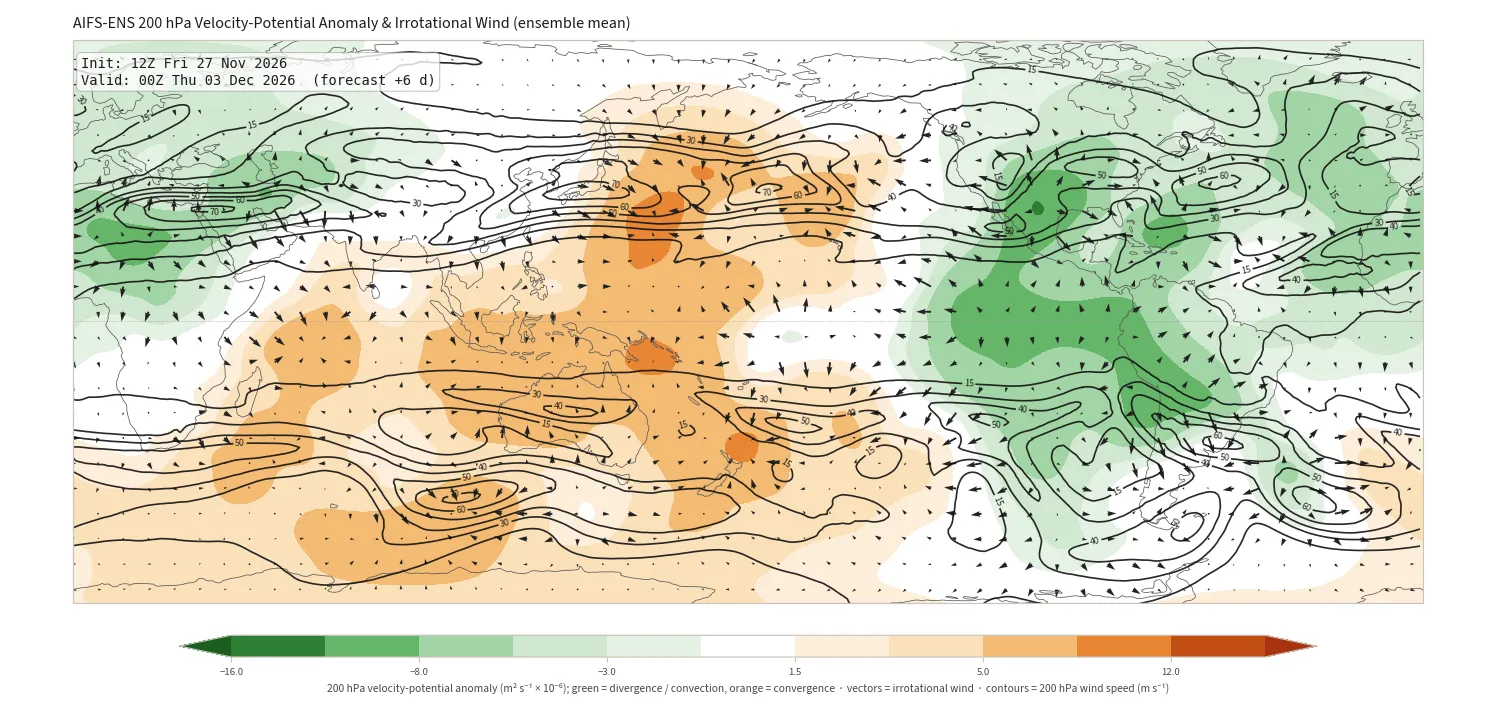 AIFS-ENS 200 hPa Velocity-Potential Anomaly & Irrotational Wind (ensemble mean)
Init: 12Z Fri 27 Nov 2026
Valid: 00Z Thu 03 Dec 2026 (forecast +6 d)
−16.0 −8.0 −3.0 1.5 5.0 12.0
200 hPa velocity-potential anomaly (m² s⁻¹ × 10⁻⁶); green = divergence / convection, orange = convergence · vectors = irrotational wind · contours = 200 hPa wind speed (m s⁻¹)